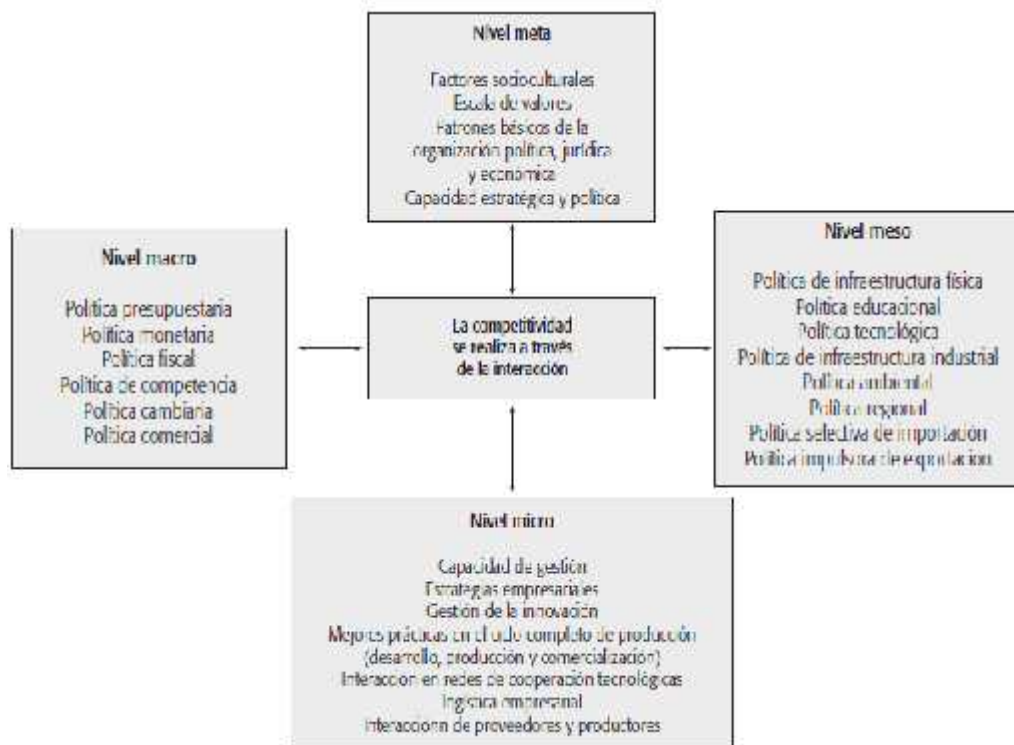 Nivel meta
Factores socioculturales
Escala de valores
Patrones básicos de la
organización política, jurídica
y económica
Capacidad estratégica y política
Nivel macro
Política presupuestaria
Política monetaria
Política fiscal
Política de competencia
Política cambiaria
Política comercial
La competitividad
se realiza a través
de la interacción
Nivel meso
Política de infraestructura física
Política educacional
Política tecnológica
Política de infraestructura industrial
Política ambiental
Política regional
Política selectiva de importación
Política impulsora de exportación
Nivel micro
Capacidad de gestión
Estrategias empresariales
Gestión de la innovación
Mejores prácticas en el ciclo completo de producción
(desarrollo, producción y comercialización)
Interacción en redes de cooperación tecnológicas
logística empresarial
Interaccionn de proveedores y productores